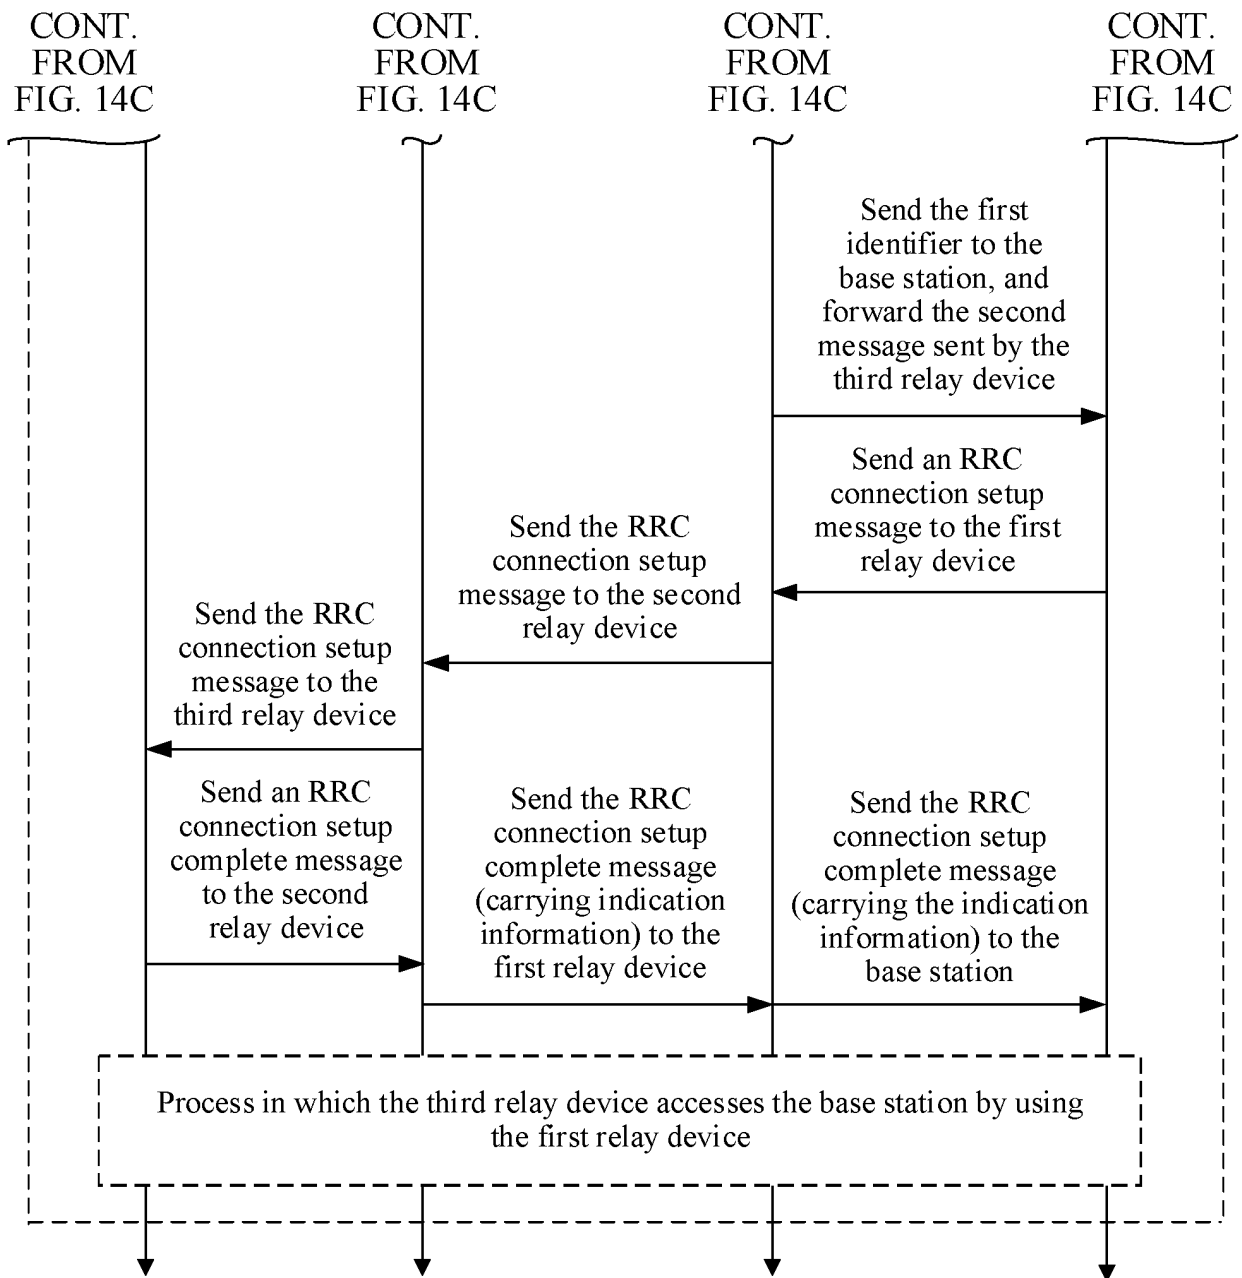 CONT.
FROM
FIG. 14C
CONT.
FROM
FIG. 14C
CONT.
FROM
FIG. 14C
CONT.
FROM
FIG. 14C
Send the first
identifier to the
base station, and
forward the second
message sent by the
third relay device
Send an RRC
connection setup
message to the first
relay device
Send the RRC
connection setup
message to the second
relay device
Send the RRC
connection setup
message to the
third relay device
Send an RRC
connection setup
complete message
to the second
relay device
Send the RRC
connection setup
complete message
(carrying indication
information) to the
first relay device
Send the RRC
connection setup
complete message
(carrying the indication
information) to the
base station
Process in which the third relay device accesses the base station by using
the first relay device